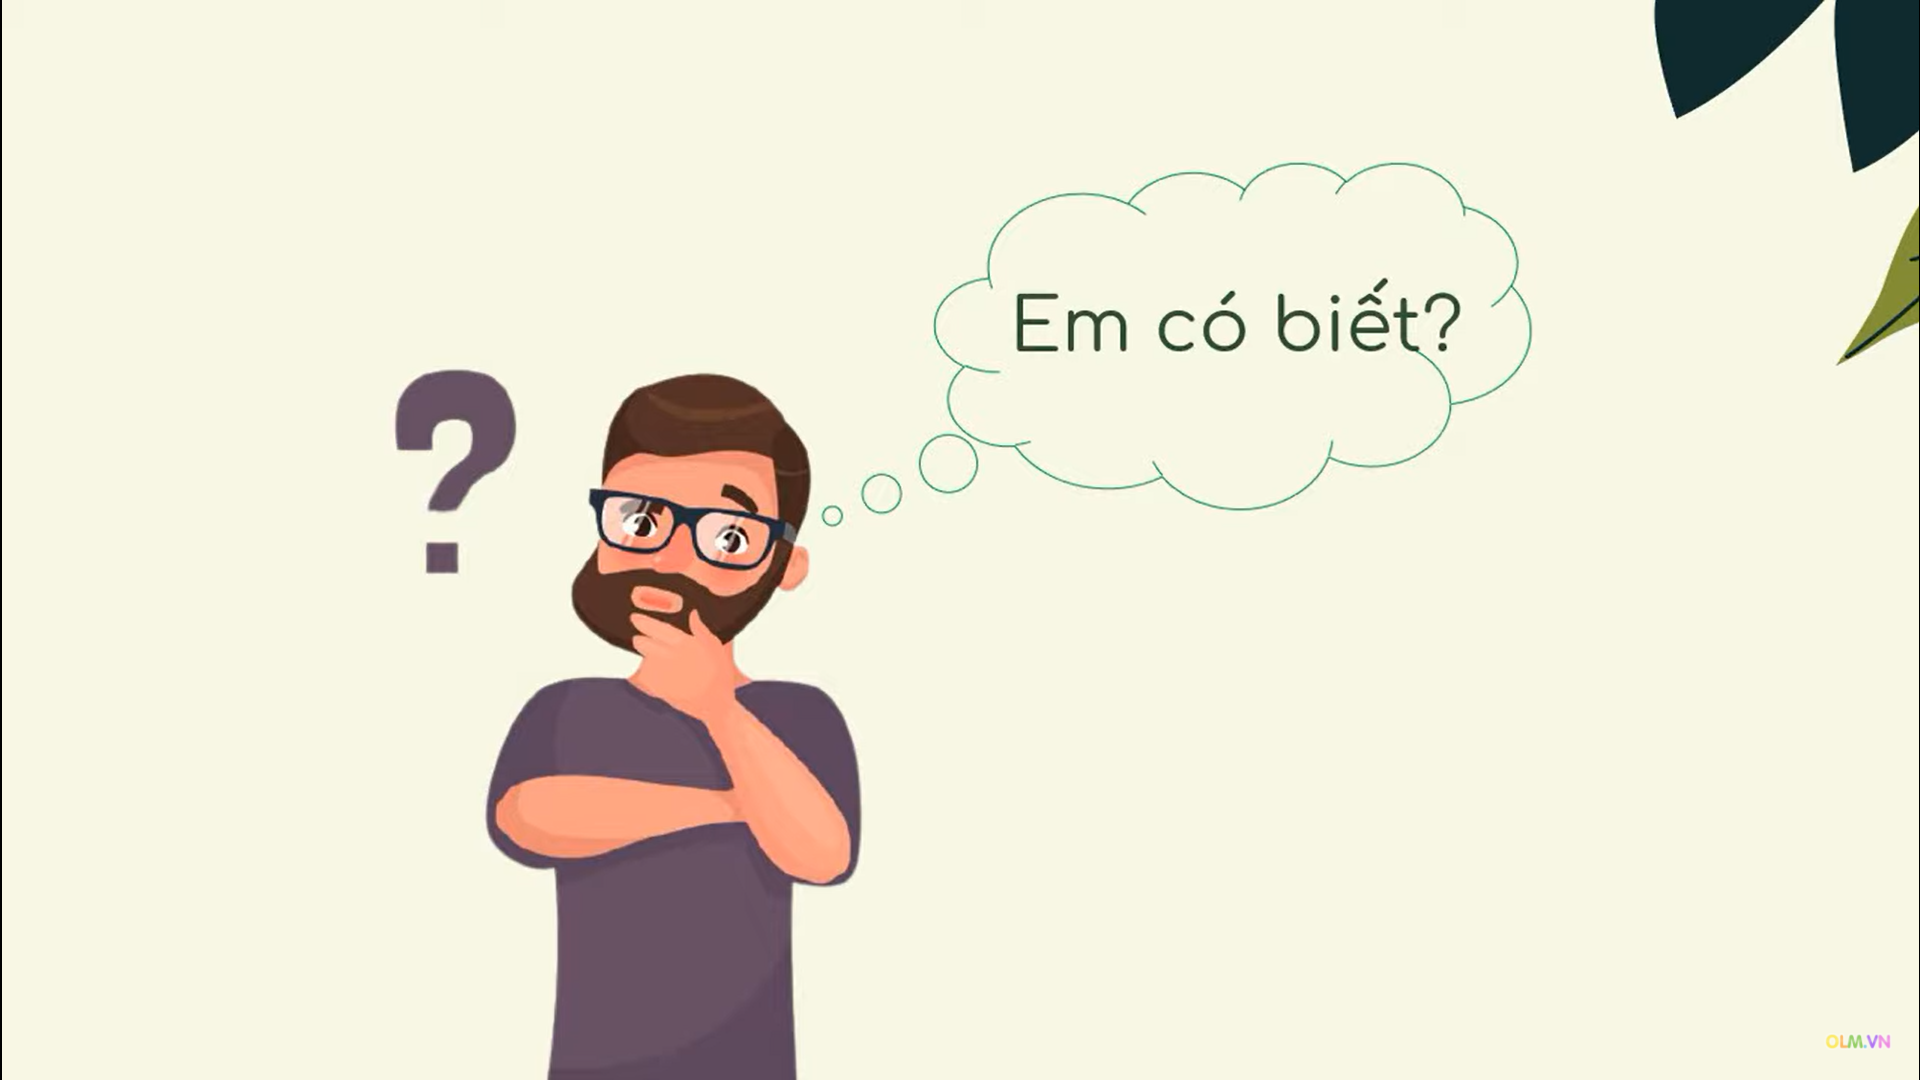 Em có biết?
?
OLM.VN